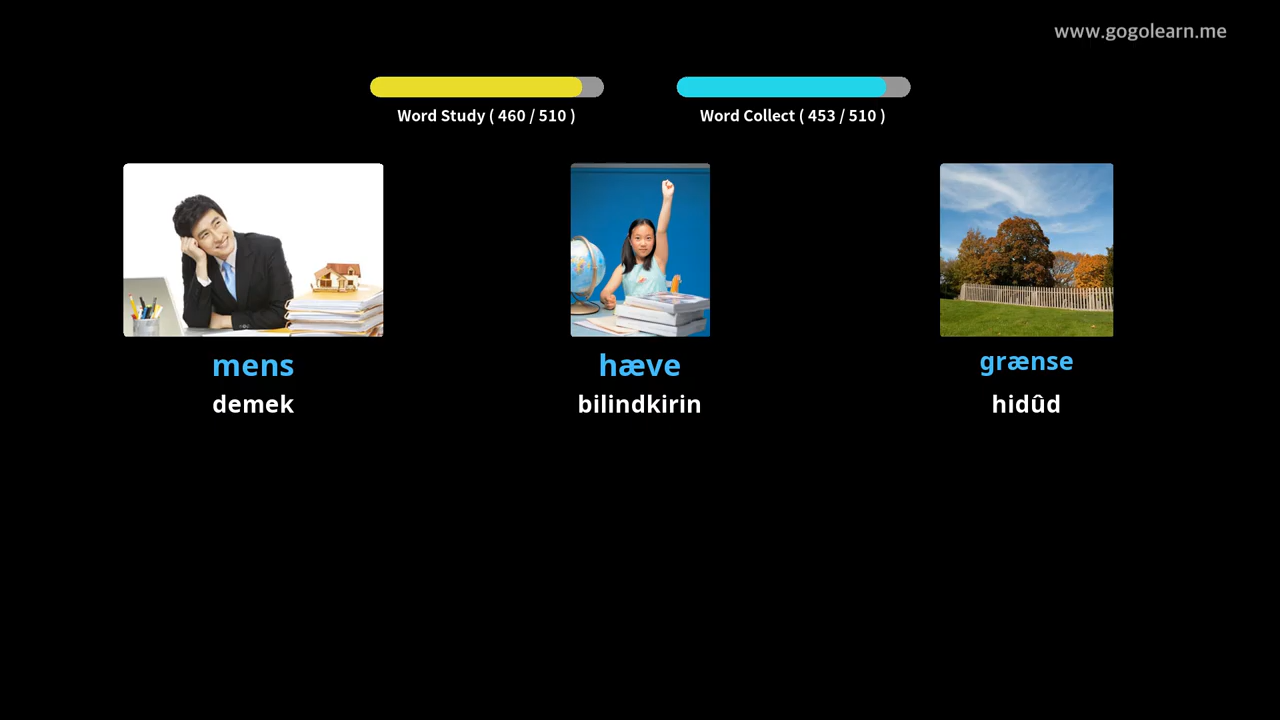 www.gogolearn.me
Word Study ( 460 / 510 )
Word Collect ( 453 / 510 )
mens
demek
hæve
bilindkirin
grænse
hidûd